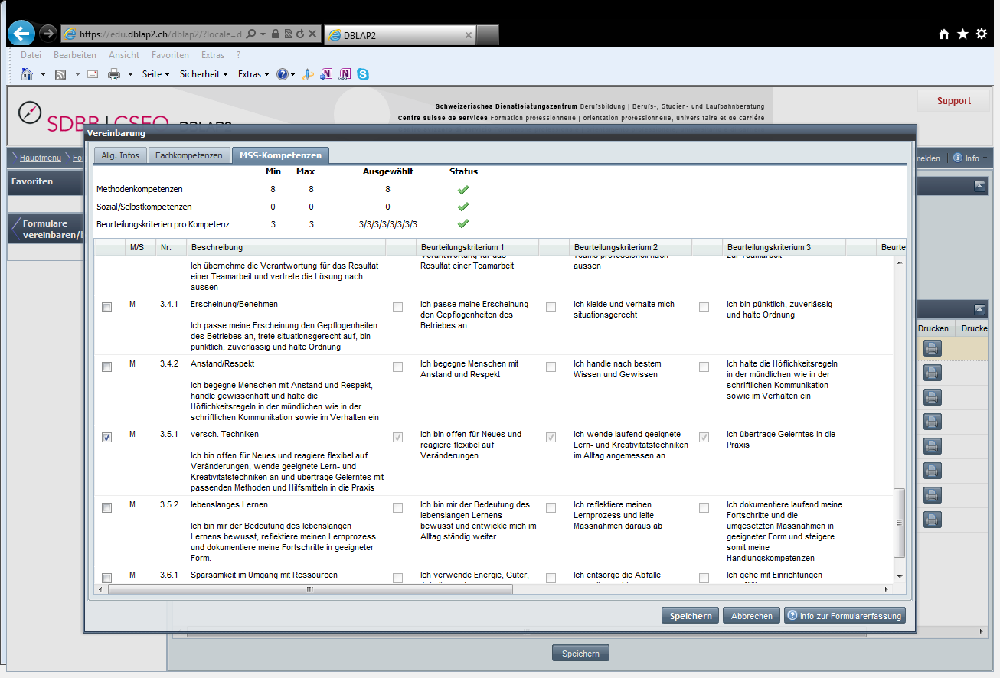 https://edu.dblap2.ch/dblap2/?locale=d
DBLAP2
Datei Bearbeiten Ansicht Favoriten Extras ?
Seite Sicherheit Extras
Schweizerisches Dienstleistungszentrum Berufsbildung | Berufs-, Studien- und Laufbahnberatung
Centre suisse de services Formation professionnelle | orientation professionnelle, universitaire et de carrière
Support
SDBB | CSFO DBLAP2
Vereinbarung
Hauptmenü Fo
nelden Info
Favoriten
Formulare
vereinbaren/
Allg. Infos Fachkompetenzen MSS-Kompetenzen
Min Max Ausgewählt Status
Methodenkompetenzen 8 8 8
Sozial/Selbstkompetenzen 0 0 0
Beurteilungskriterien pro Kompetenz 3 3 3/3/3/3/3/3/3/3
M/S Nr. Beschreibung Beurteilungskriterium 1 Beurteilungskriterium 2 Beurteilungskriterium 3 Beurte
Ich übernehme die Verantwortung für das Resultat
einer Teamarbeit und vertrete die Lösung nach
aussen
Verantwortung für das
Resultat einer Teamarbeit
Teams professionell nach
aussen
zur Teamarbeit
M 3.4.1 Erscheinung/Benehmen
Ich passe meine Erscheinung den Gepflogenheiten
des Betriebes an, trete situationsgerecht auf, bin
pünktlich, zuverlässig und halte Ordnung
Ich passe meine Erscheinung
den Gepflogenheiten des
Betriebes an
Ich kleide und verhalte mich
situationsgerecht
Ich bin pünktlich, zuverlässig
und halte Ordnung
M 3.4.2 Anstand/Respekt
Ich begegne Menschen mit Anstand und Respekt,
handle gewissenhaft und halte die
Höflichkeitsregeln in der mündlichen wie in der
schriftlichen Kommunikation sowie im Verhalten ein
Ich begegne Menschen mit
Anstand und Respekt
Ich handle nach bestem
Wissen und Gewissen
Ich halte die Höflichkeitsregeln
in der mündlichen wie in der
schriftlichen Kommunikation
sowie im Verhalten ein
M 3.5.1 versch. Techniken
Ich bin offen für Neues und reagiere flexibel auf
Veränderungen, wende geeignete Lern- und
Kreativitätstechniken an und übertrage Gelerntes mit
passenden Methoden und Hilfsmitteln in die Praxis
Ich bin offen für Neues und
reagiere flexibel auf
Veränderungen
Ich wende laufend geeignete
Lern- und Kreativitätstechniken
im Alltag angemessen an
Ich übertrage Gelerntes in die
Praxis
M 3.5.2 lebenslanges Lernen
Ich bin mir der Bedeutung des lebenslangen
Lernens bewusst, reflektiere meinen Lernprozess
und dokumentiere meine Fortschritte in geeigneter
Form.
Ich bin mir der Bedeutung des
lebenslangen Lernens
bewusst und entwickle mich im
Alltag ständig weiter
Ich reflektiere meinen
Lernprozess und leite
Massnahmen daraus ab
Ich dokumentiere laufend meine
Fortschritte und die
umgesetzten Massnahmen in
geeigneter Form und steigere
somit meine
Handlungskompetenzen
M 3.6.1 Sparsamkeit im Umgang mit Ressourcen
Ich verwende Energie, Güter,
Ich entsorge die Abfälle
Ich gehe mit Einrichtungen
Drucken Drucke
Speichern Abbrechen Info zur Formularerfassung
Speichern